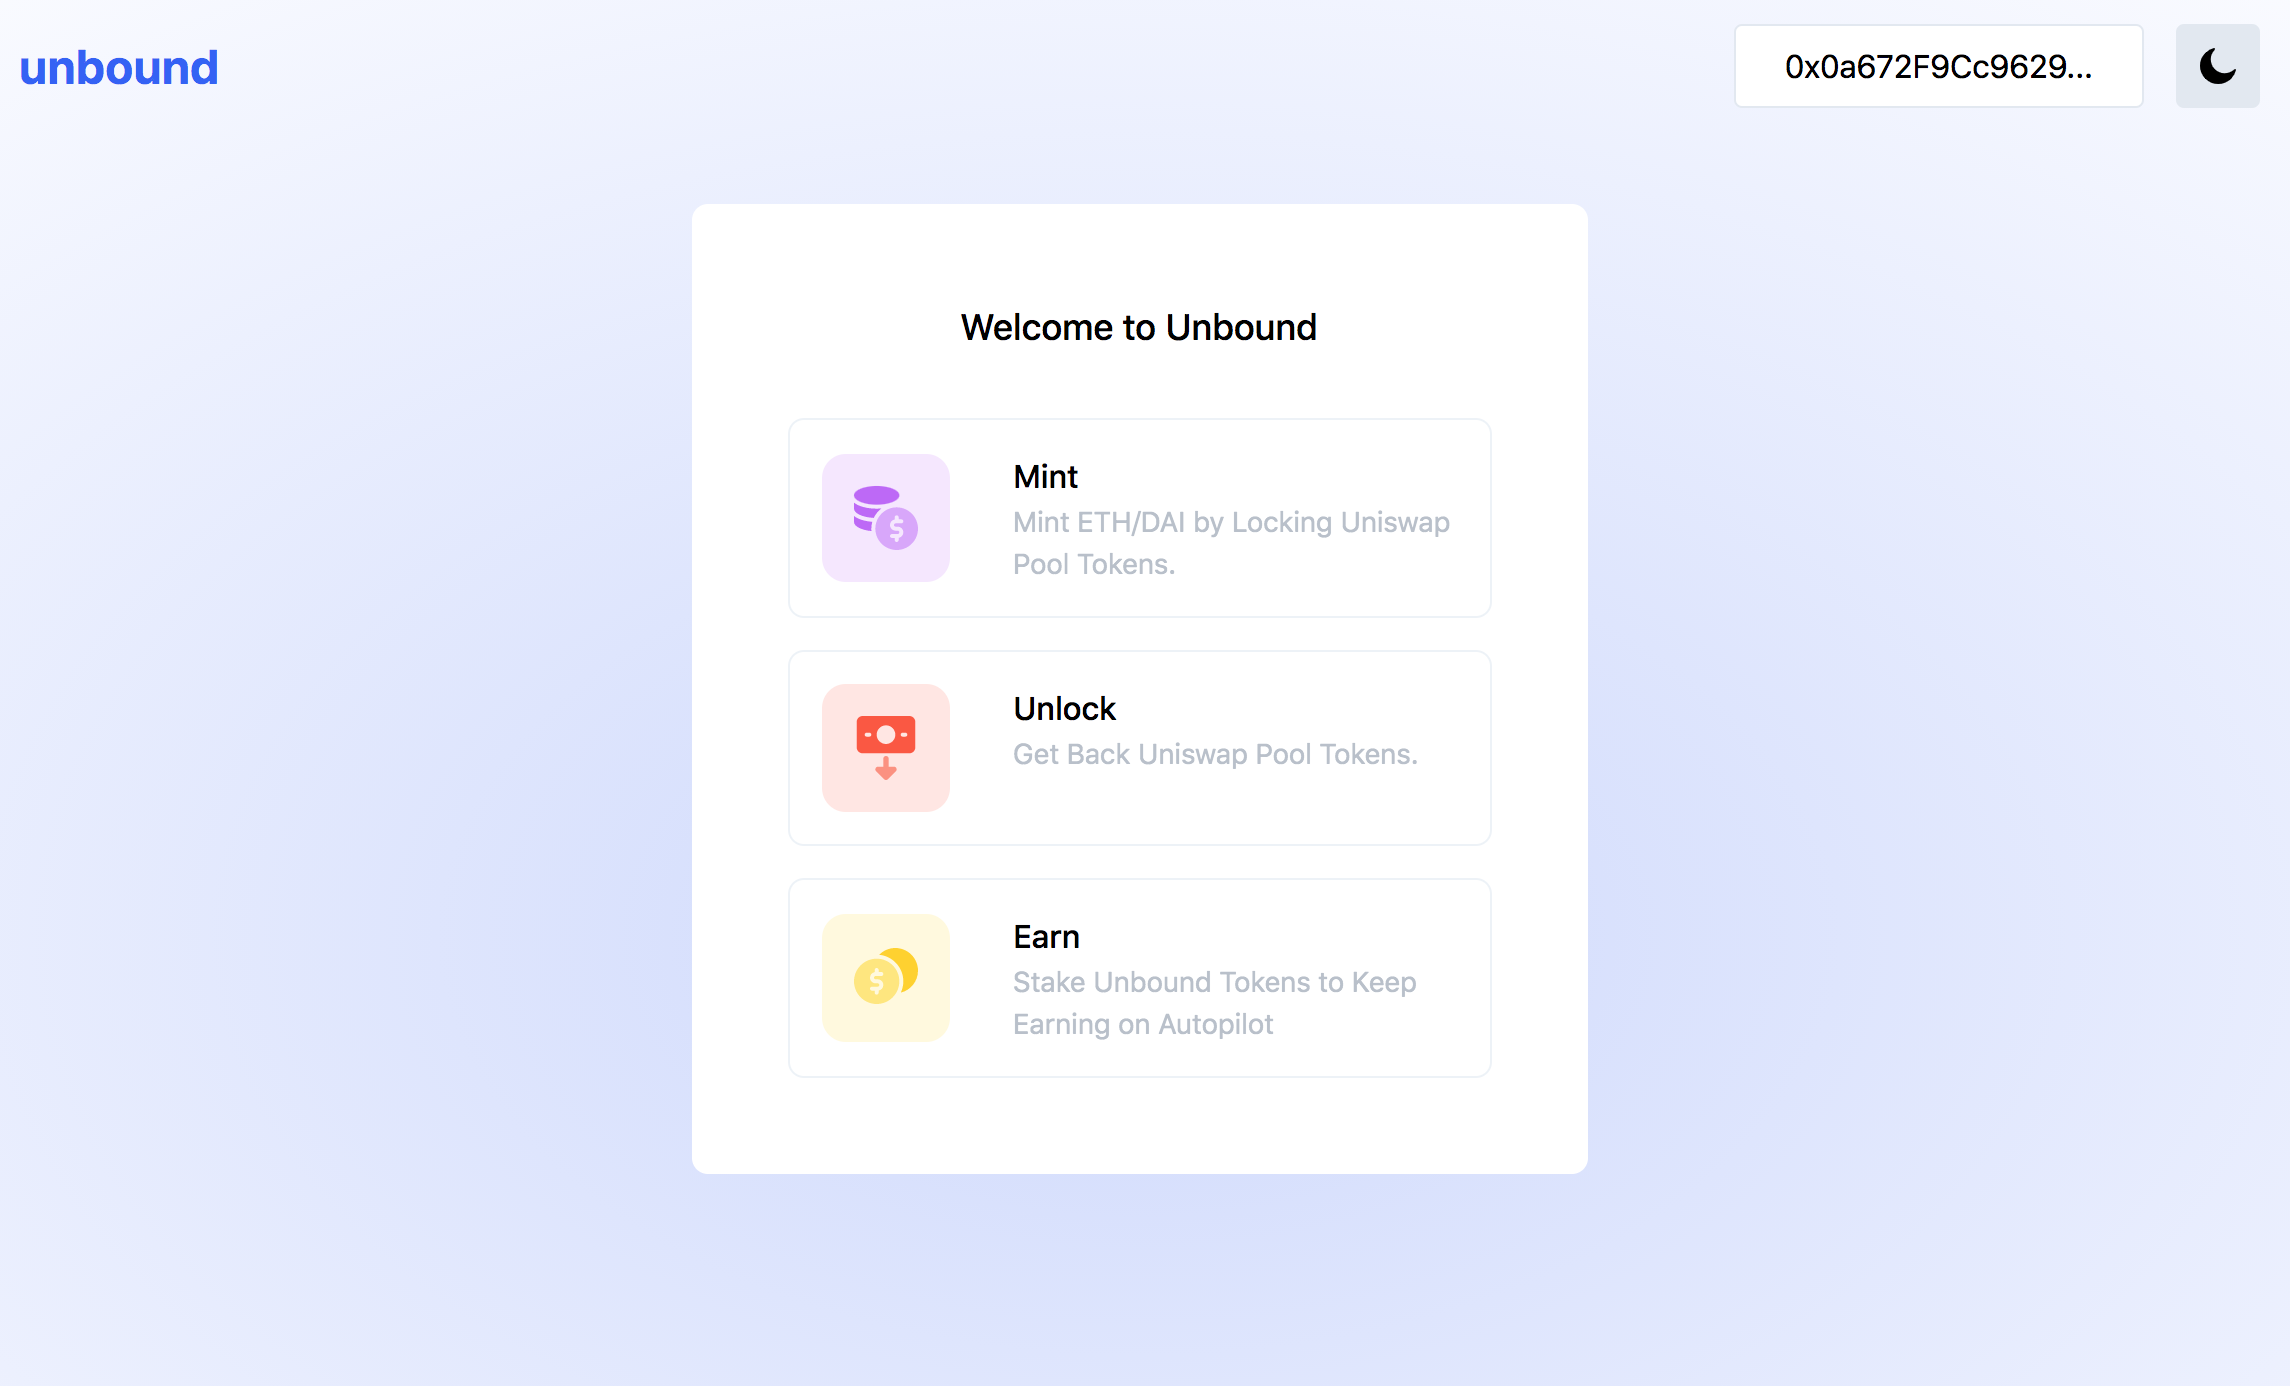 unbound
0x0a672F9Cc9629...
Welcome to Unbound
Mint
Mint ETH/DAI by Locking Uniswap
Pool Tokens.
Unlock
Get Back Uniswap Pool Tokens.
Earn
Stake Unbound Tokens to Keep
Earning on Autopilot